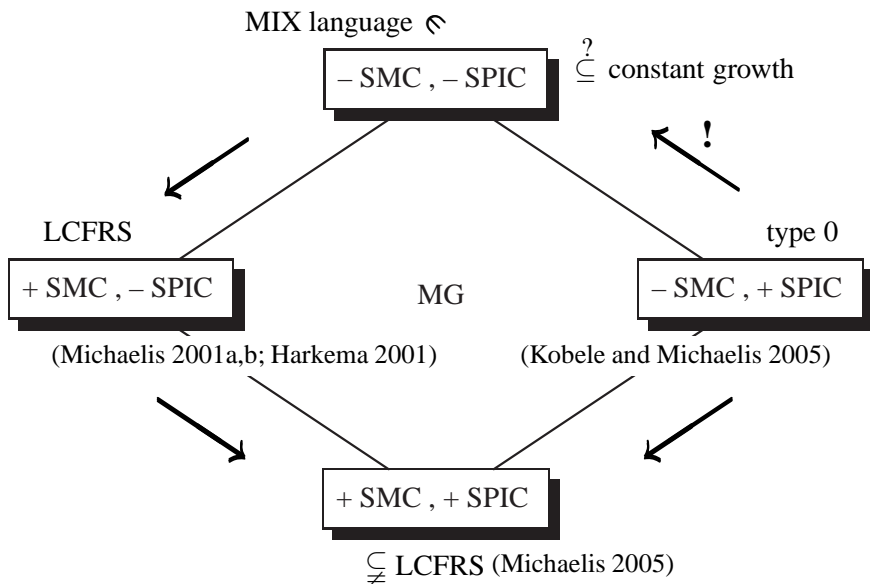 MIX language ∈
– SMC , – SPIC
?
⊆ constant growth
!
LCFRS
type 0
+ SMC , – SPIC
MG
– SMC , + SPIC
(Michaelis 2001a,b; Harkema 2001)
(Kobele and Michaelis 2005)
+ SMC , + SPIC
⊊ LCFRS (Michaelis 2005)